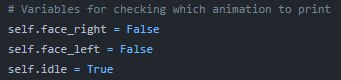 # Variables for checking which animation to print
self.face_right = False
self.face_left = False
self.idle = True